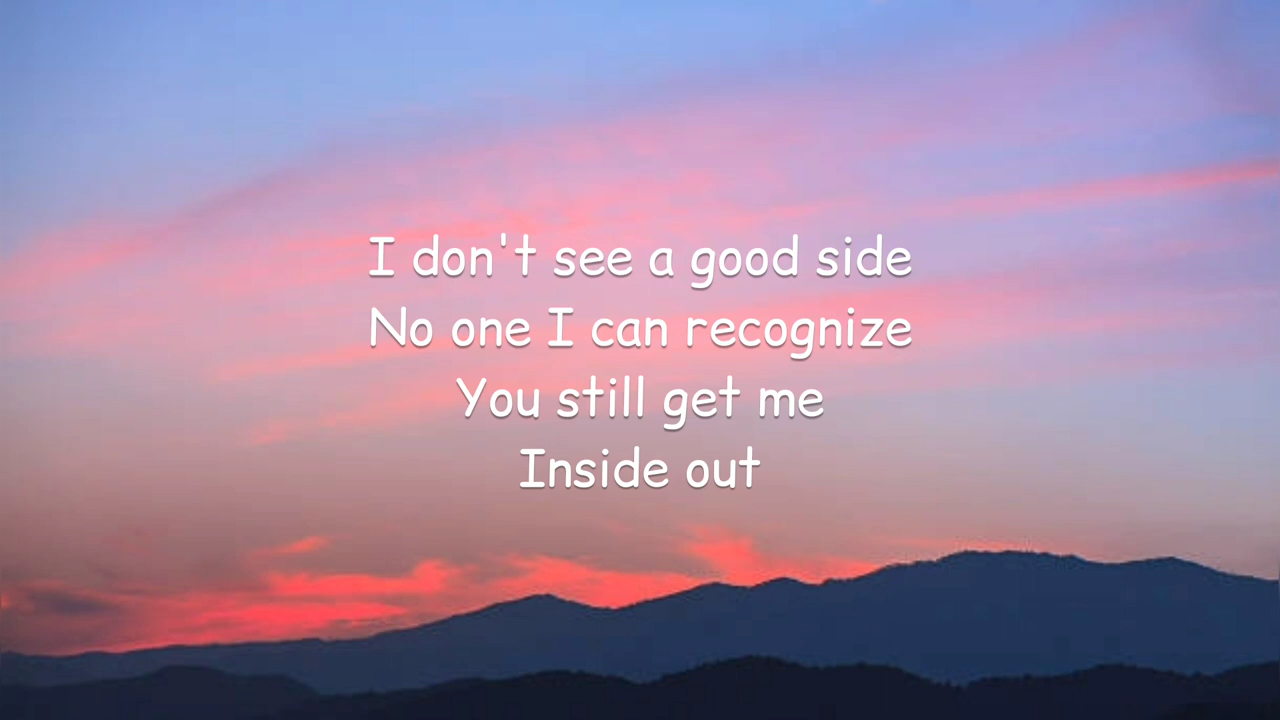 I don't see a good side
No one I can recognize
You still get me
Inside out